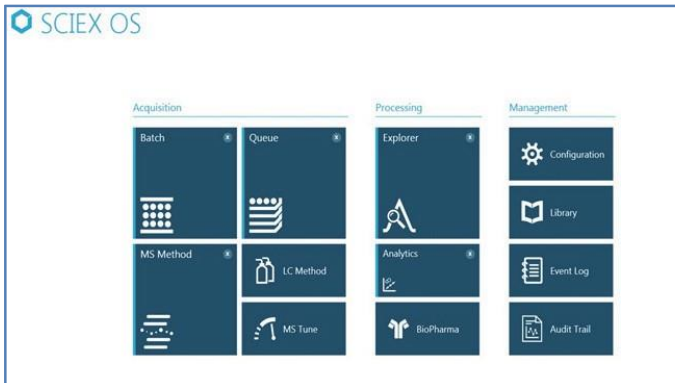 SCIEX OS
Acquisition
Batch
Queue
MS Method
LC Method
MS Tune
Processing
Explorer
Analytics
BioPharma
Management
Configuration
Library
Event Log
Audit Trail